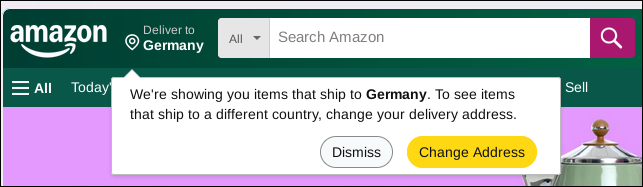 amazon
Deliver to
Germany
All
Search Amazon
All
Today'
Sell
We're showing you items that ship to Germany. To see items
that ship to a different country, change your delivery address.
Dismiss
Change Address